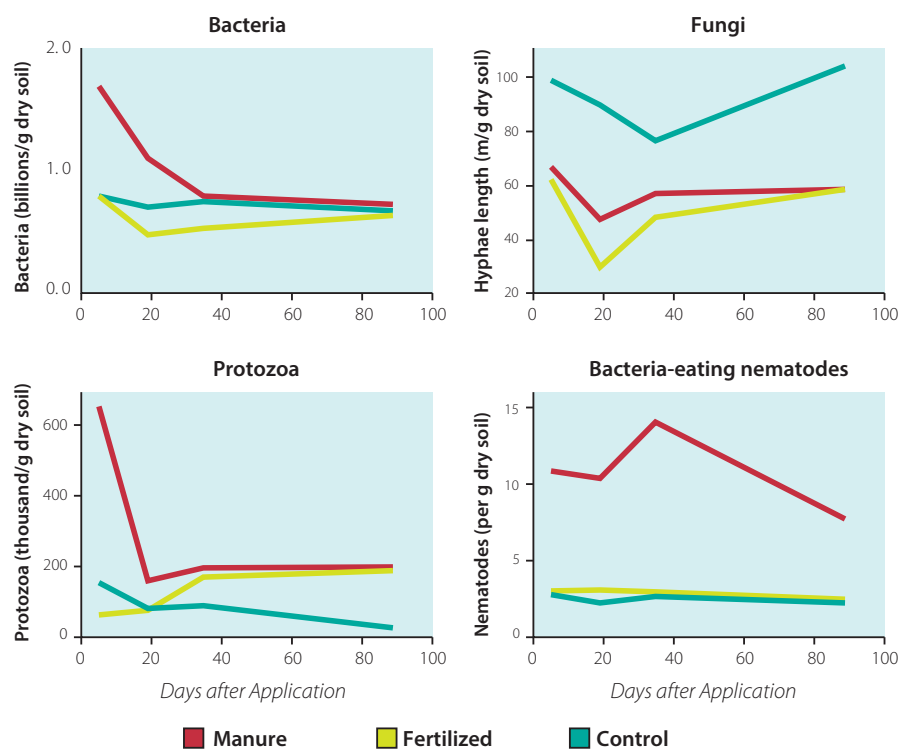 Bacteria
Bacteria (billions/g dry soil)
2.0
1.0
0.0
0 20 40 60 80 100
Fungi
Hyphae length (m/g dry soil)
100
80
60
40
20
0 20 40 60 80 100
Protozoa
Protozoa (thousand/g dry soil)
600
400
200
0
0 20 40 60 80 100
Days after Application
Bacteria-eating nematodes
Nematodes (per g dry soil)
15
10
5
0
0 20 40 60 80 100
Days after Application
Manure Fertilized Control